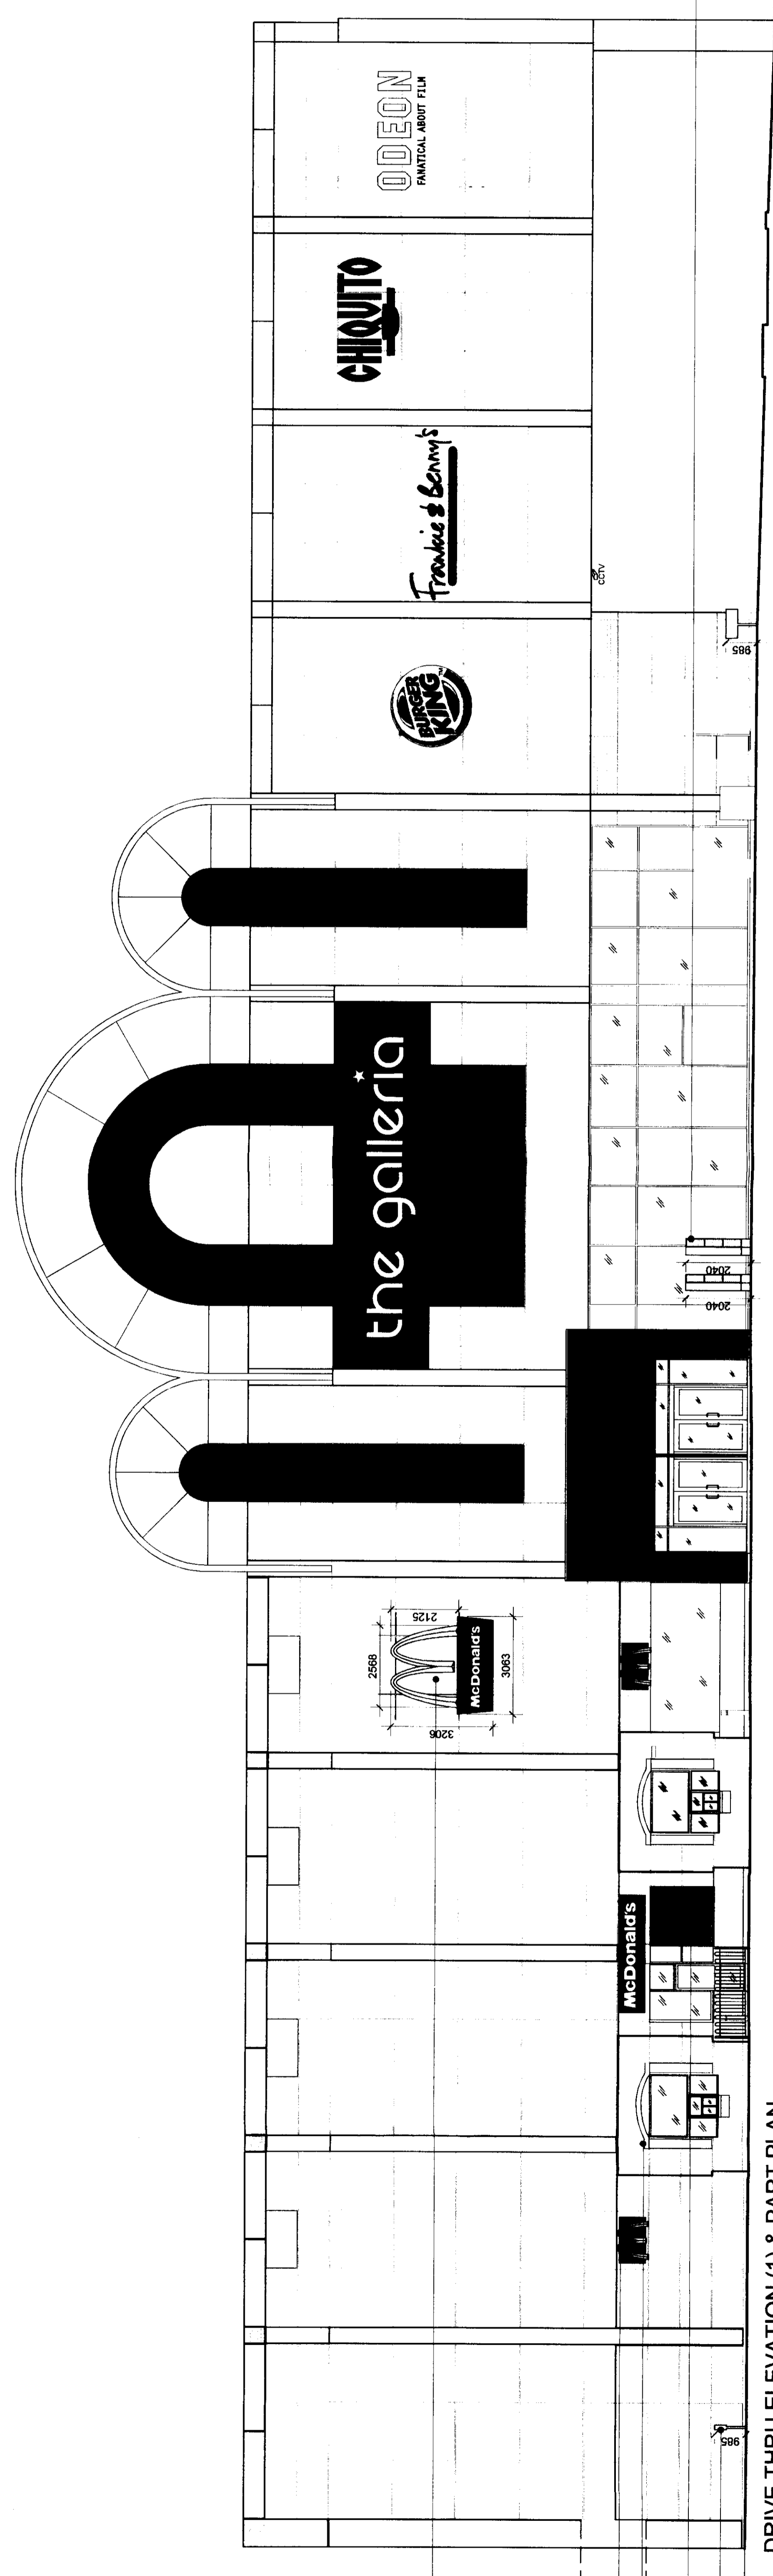 the galleria
CHIQUITO
ODEON
FANATICAL ABOUT FILM
Frankie & Benny's
BURGER
KING
TM
2568
2125
3206
McDonald's
3063
McDonald's
CCTV
2040
2040
985
985
DRIVE THRU ELEVATION (1) & PART PLAN